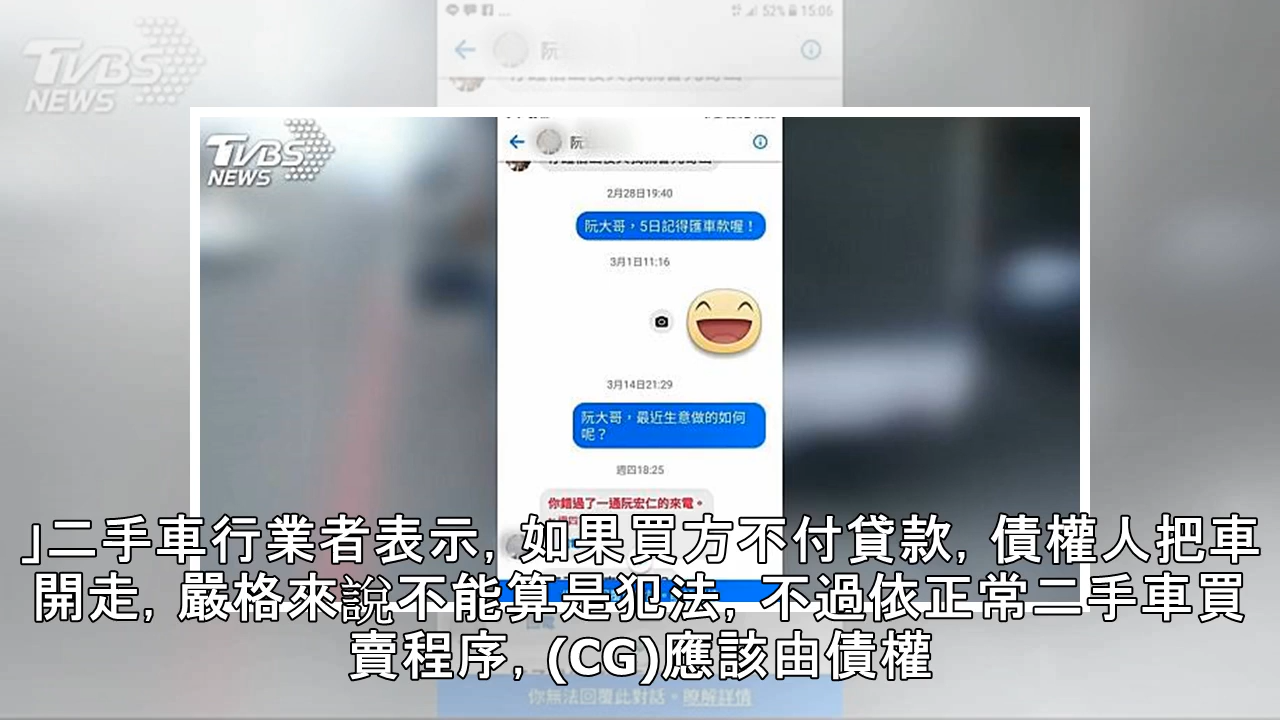 52% 15:06
阮
TVBS
NEWS
TVBS
NEWS
阮
2月28日19:40
阮大哥，5日記得匯車款喔！
3月1日11:16
3月14日21:29
阮大哥，最近生意做的如何
呢？
週四18:25
你錯過了一通阮宏仁的來電。
」二手車行業者表示, 如果買方不付貸款, 債權人把車
開走, 嚴格來說不能算是犯法, 不過依正常二手車買
賣程序, (CG)應該由債權
你無法回覆此對話。瞭解詳情